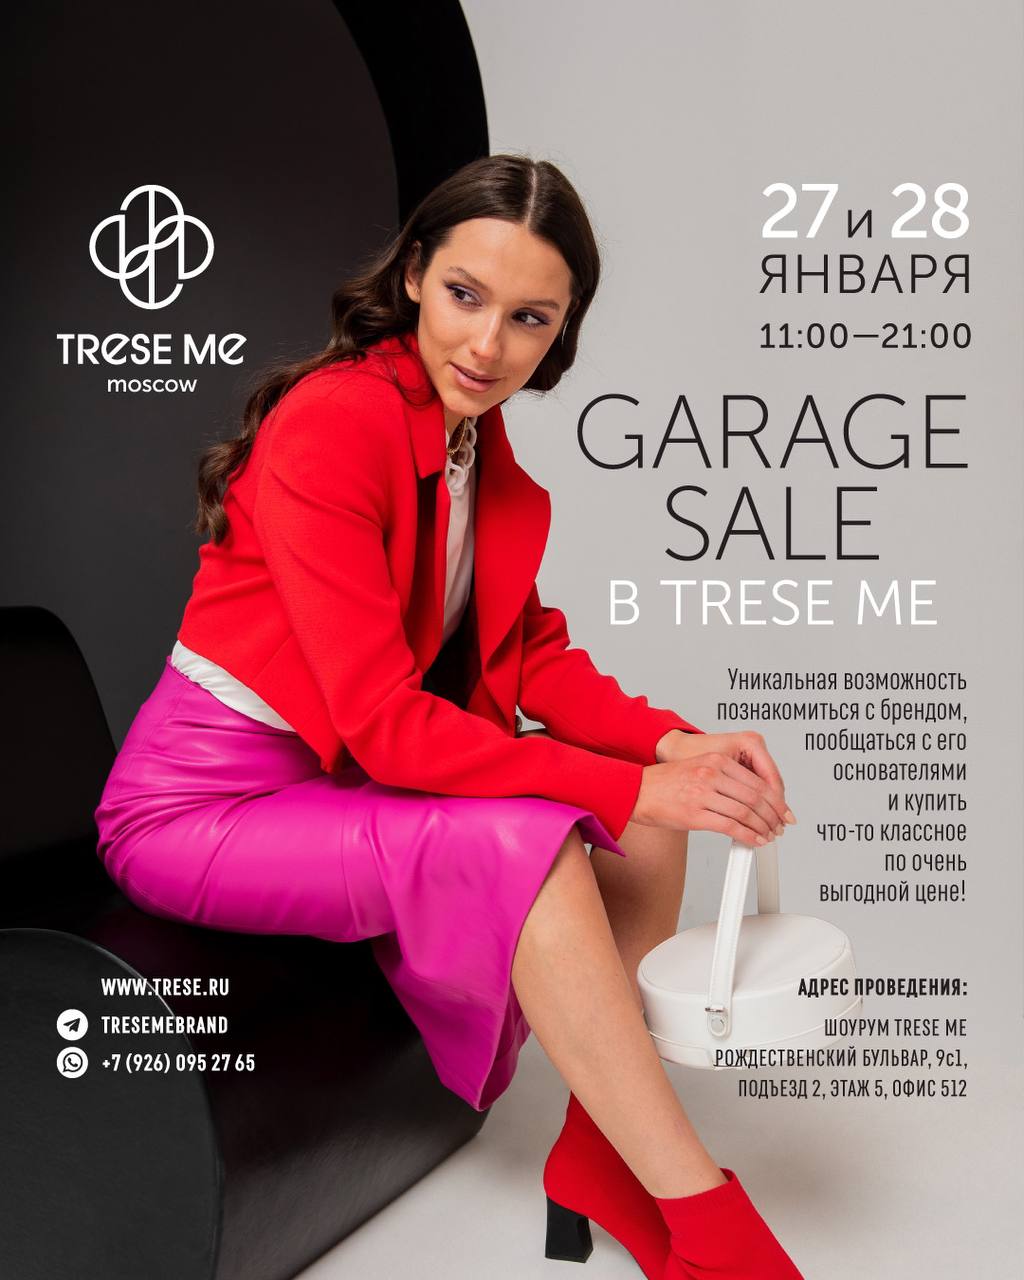 TRESE ME
moscow
27 и 28
ЯНВАРЯ
11:00—21:00
GARAGE
SALE
В TRESE ME
Уникальная возможность
познакомиться с брендом,
пообщаться с его
основателями
и купить
что-то классное
по очень
выгодной цене!
WWW.TRESE.RU
TRESEMEBRAND
+7 (926) 095 27 65
АДРЕС ПРОВЕДЕНИЯ:
ШОУРУМ TRESE ME
РОЖДЕСТВЕНСКИЙ БУЛЬВАР, 9с1,
ПОДЪЕЗД 2, ЭТАЖ 5, ОФИС 512